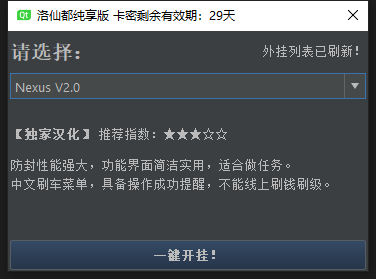 Qt 洛仙都纯享版 卡密剩余有效期：29天
请选择：
外挂列表已刷新！
Nexus V2.0
【独家汉化】 推荐指数：★★★☆☆
防封性能强大，功能界面简洁实用，适合做任务。
中文刷车菜单，具备操作成功提醒，不能线上刷钱刷级。
一键开挂！